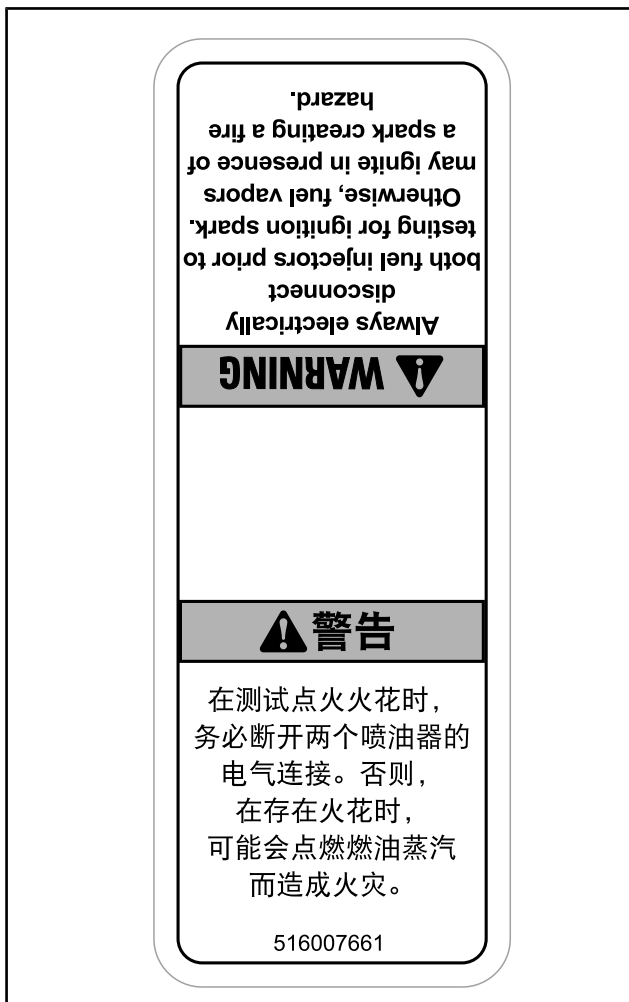 WARNING
Always electrically
disconnect
both fuel injectors prior to
testing for ignition spark.
Otherwise, fuel vapors
may ignite in presence of
a spark creating a fire
hazard.
警告
在测试点火火花时，
务必断开两个喷油器的
电气连接。否则，
在存在火花时，
可能会点燃燃油蒸汽
而造成火灾。
516007661